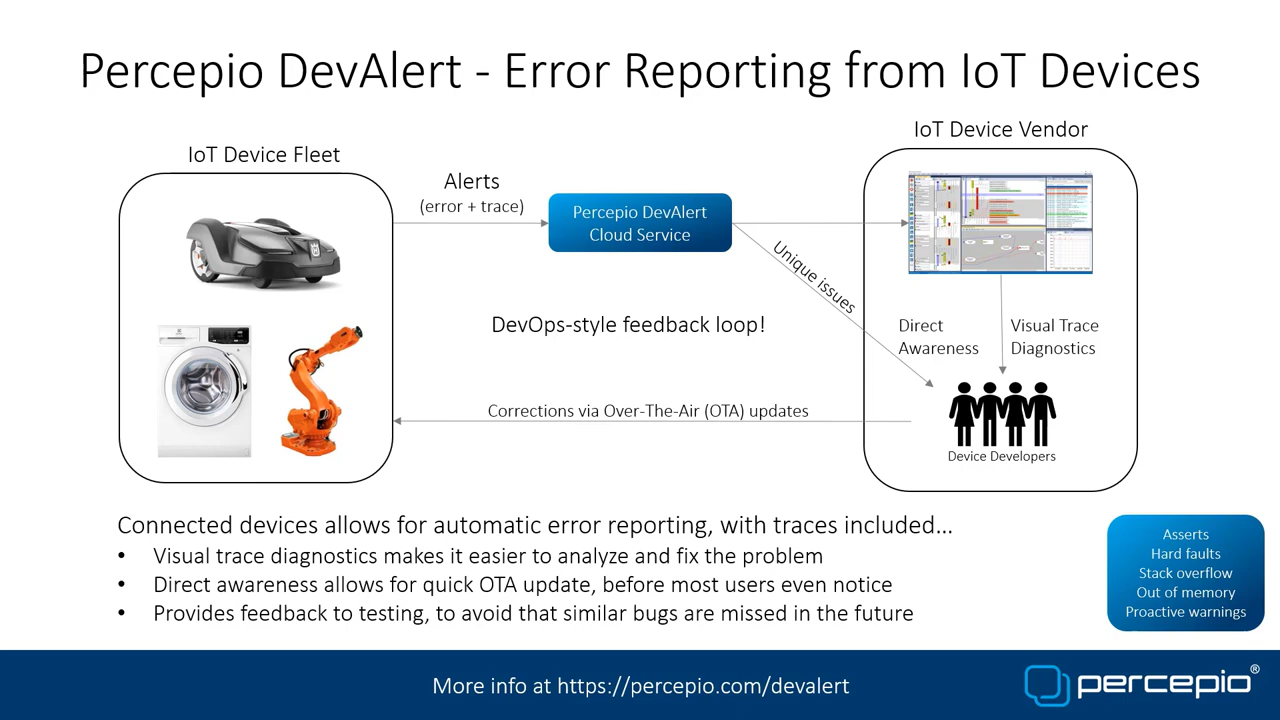 Percepio DevAlert - Error Reporting from IoT Devices
IoT Device Fleet
IoT Device Vendor
Alerts
(error + trace)
Percepio DevAlert
Cloud Service
Unique issues
DevOps-style feedback loop!
Direct
Awareness
Visual Trace
Diagnostics
Corrections via Over-The-Air (OTA) updates
Device Developers
Connected devices allows for automatic error reporting, with traces included...
• Visual trace diagnostics makes it easier to analyze and fix the problem
• Direct awareness allows for quick OTA update, before most users even notice
• Provides feedback to testing, to avoid that similar bugs are missed in the future
Asserts
Hard faults
Stack overflow
Out of memory
Proactive warnings
More info at https://percepio.com/devalert
percepio®